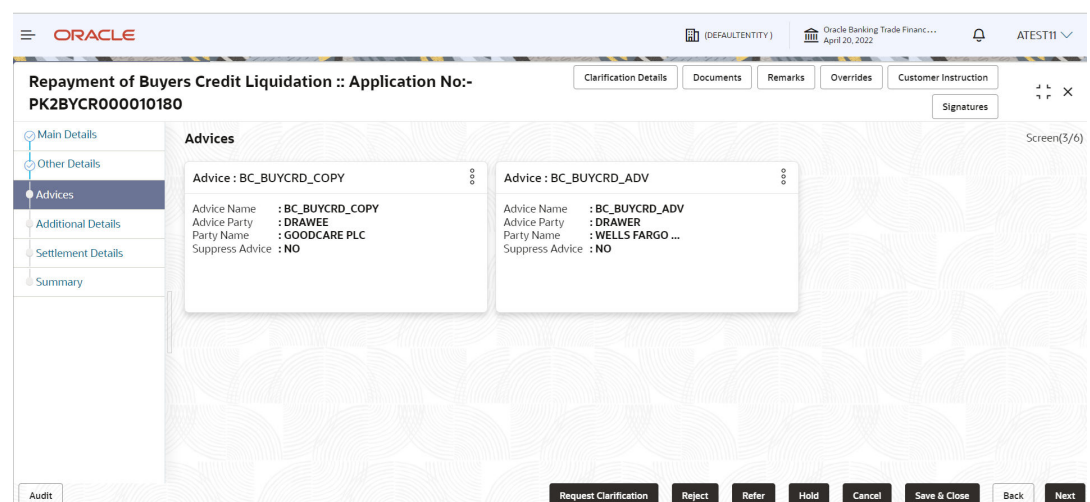 ORACLE
(DEFAULTENTITY )
Oracle Banking Trade Financ...
April 20, 2022
ATEST11
Repayment of Buyers Credit Liquidation :: Application No:-
PK2BYCR000010180
Clarification Details
Documents
Remarks
Overrides
Customer Instruction
Signatures
Main Details
Other Details
Advices
Additional Details
Settlement Details
Summary
Advices
Screen(3/6)
Advice : BC_BUYCRD_COPY
Advice Name : BC_BUYCRD_COPY
Advice Party : DRAWEE
Party Name : GOODCARE PLC
Suppress Advice : NO
Advice : BC_BUYCRD_ADV
Advice Name : BC_BUYCRD_ADV
Advice Party : DRAWER
Party Name : WELLS FARGO ...
Suppress Advice : NO
Audit
Request Clarification
Reject
Refer
Hold
Cancel
Save & Close
Back
Next